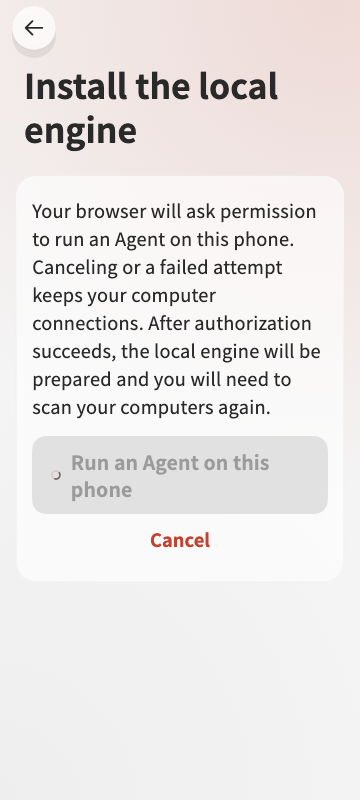 Install the local
engine
Your browser will ask permission
to run an Agent on this phone.
Canceling or a failed attempt
keeps your computer
connections. After authorization
succeeds, the local engine will be
prepared and you will need to
scan your computers again.
Run an Agent on this
phone
Cancel